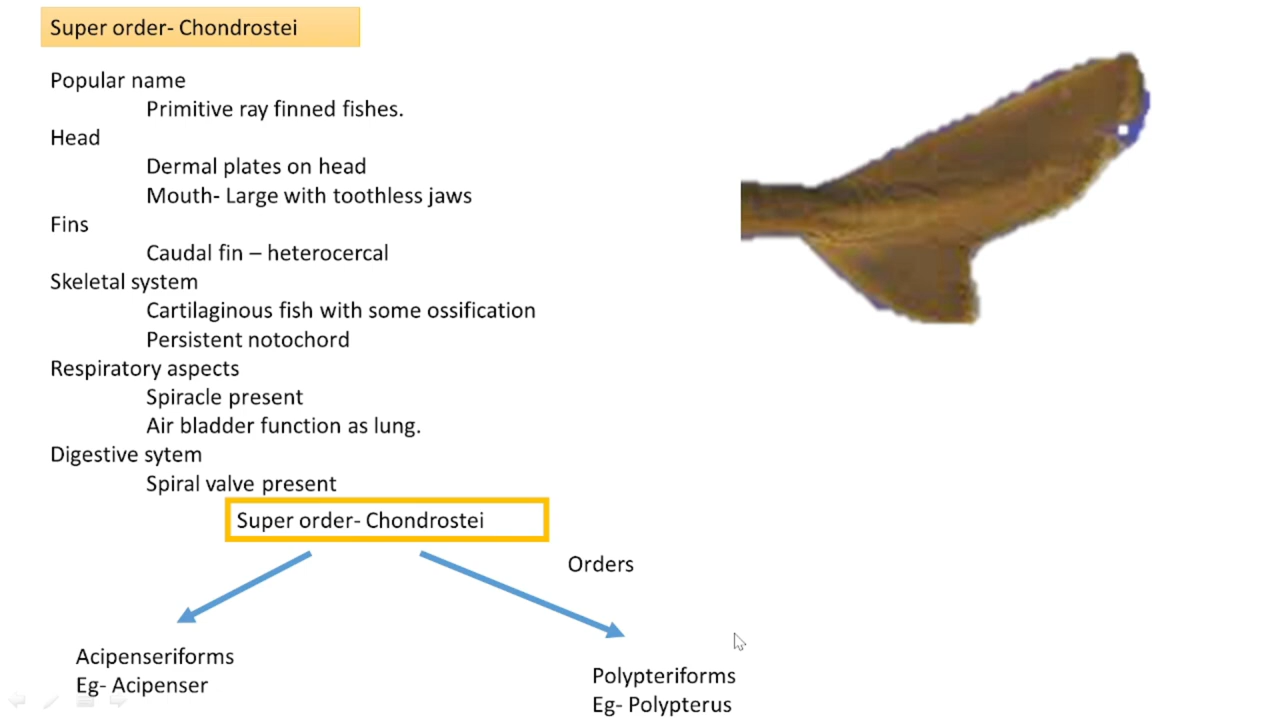 Super order- Chondrostei
Popular name
Primitive ray finned fishes.
Head
Dermal plates on head
Mouth- Large with toothless jaws
Fins
Caudal fin – heterocercal
Skeletal system
Cartilaginous fish with some ossification
Persistent notochord
Respiratory aspects
Spiracle present
Air bladder function as lung.
Digestive sytem
Spiral valve present
Super order- Chondrostei
Orders
Acipenseriforms
Eg- Acipenser
Polypteriforms
Eg- Polypterus